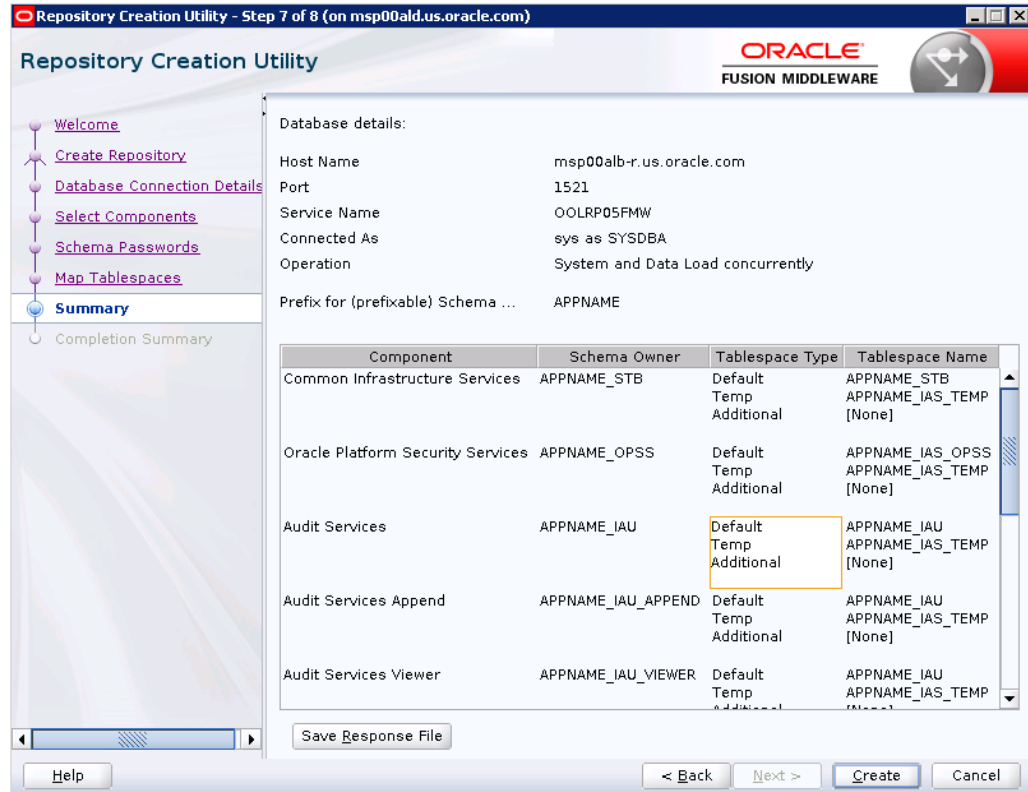 Repository Creation Utility - Step 7 of 8 (on msp00ald.us.oracle.com)
Repository Creation Utility
ORACLE
FUSION MIDDLEWARE
Welcome
Create Repository
Database Connection Details
Select Components
Schema Passwords
Map Tablespaces
Summary
Completion Summary
Database details:
Host Name msp00alb-r.us.oracle.com
Port 1521
Service Name OOLRP05FMW
Connected As sys as SYSDBA
Operation System and Data Load concurrently
Prefix for (prefixable) Schema ... APPNAME
Component Schema Owner Tablespace Type Tablespace Name
Common Infrastructure Services APPNAME_STB Default APPNAME_STB
Temp APPNAME_IAS_TEMP
Additional [None]
Oracle Platform Security Services APPNAME_OPSS Default APPNAME_IAS_OPSS
Temp APPNAME_IAS_TEMP
Additional [None]
Audit Services APPNAME_IAU Default APPNAME_IAU
Temp APPNAME_IAS_TEMP
Additional [None]
Audit Services Append APPNAME_IAU_APPEND Default APPNAME_IAU
Temp APPNAME_IAS_TEMP
Additional [None]
Audit Services Viewer APPNAME_IAU_VIEWER Default APPNAME_IAU
Temp APPNAME_IAS_TEMP
Additional [None]
Save Response File
Help < Back Next > Create Cancel